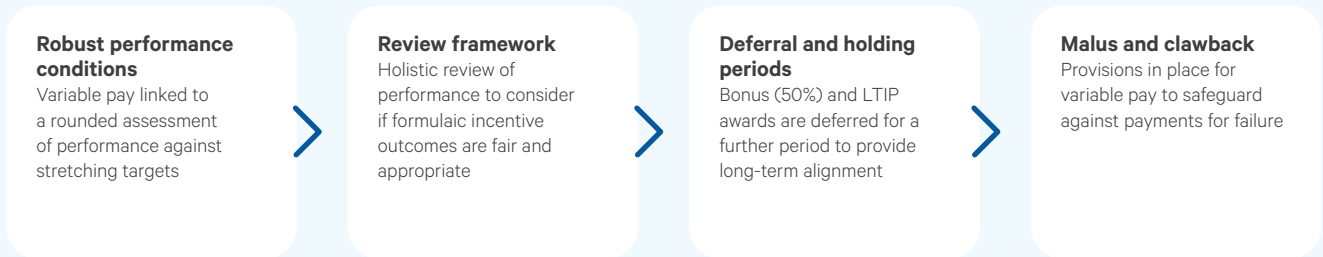 Robust performance
conditions
Variable pay linked to
a rounded assessment
of performance against
stretching targets
Review framework
Holistic review of
performance to consider
if formulaic incentive
outcomes are fair and
appropriate
Deferral and holding
periods
Bonus (50%) and LTIP
awards are deferred for a
further period to provide
long-term alignment
Malus and clawback
Provisions in place for
variable pay to safeguard
against payments for failure